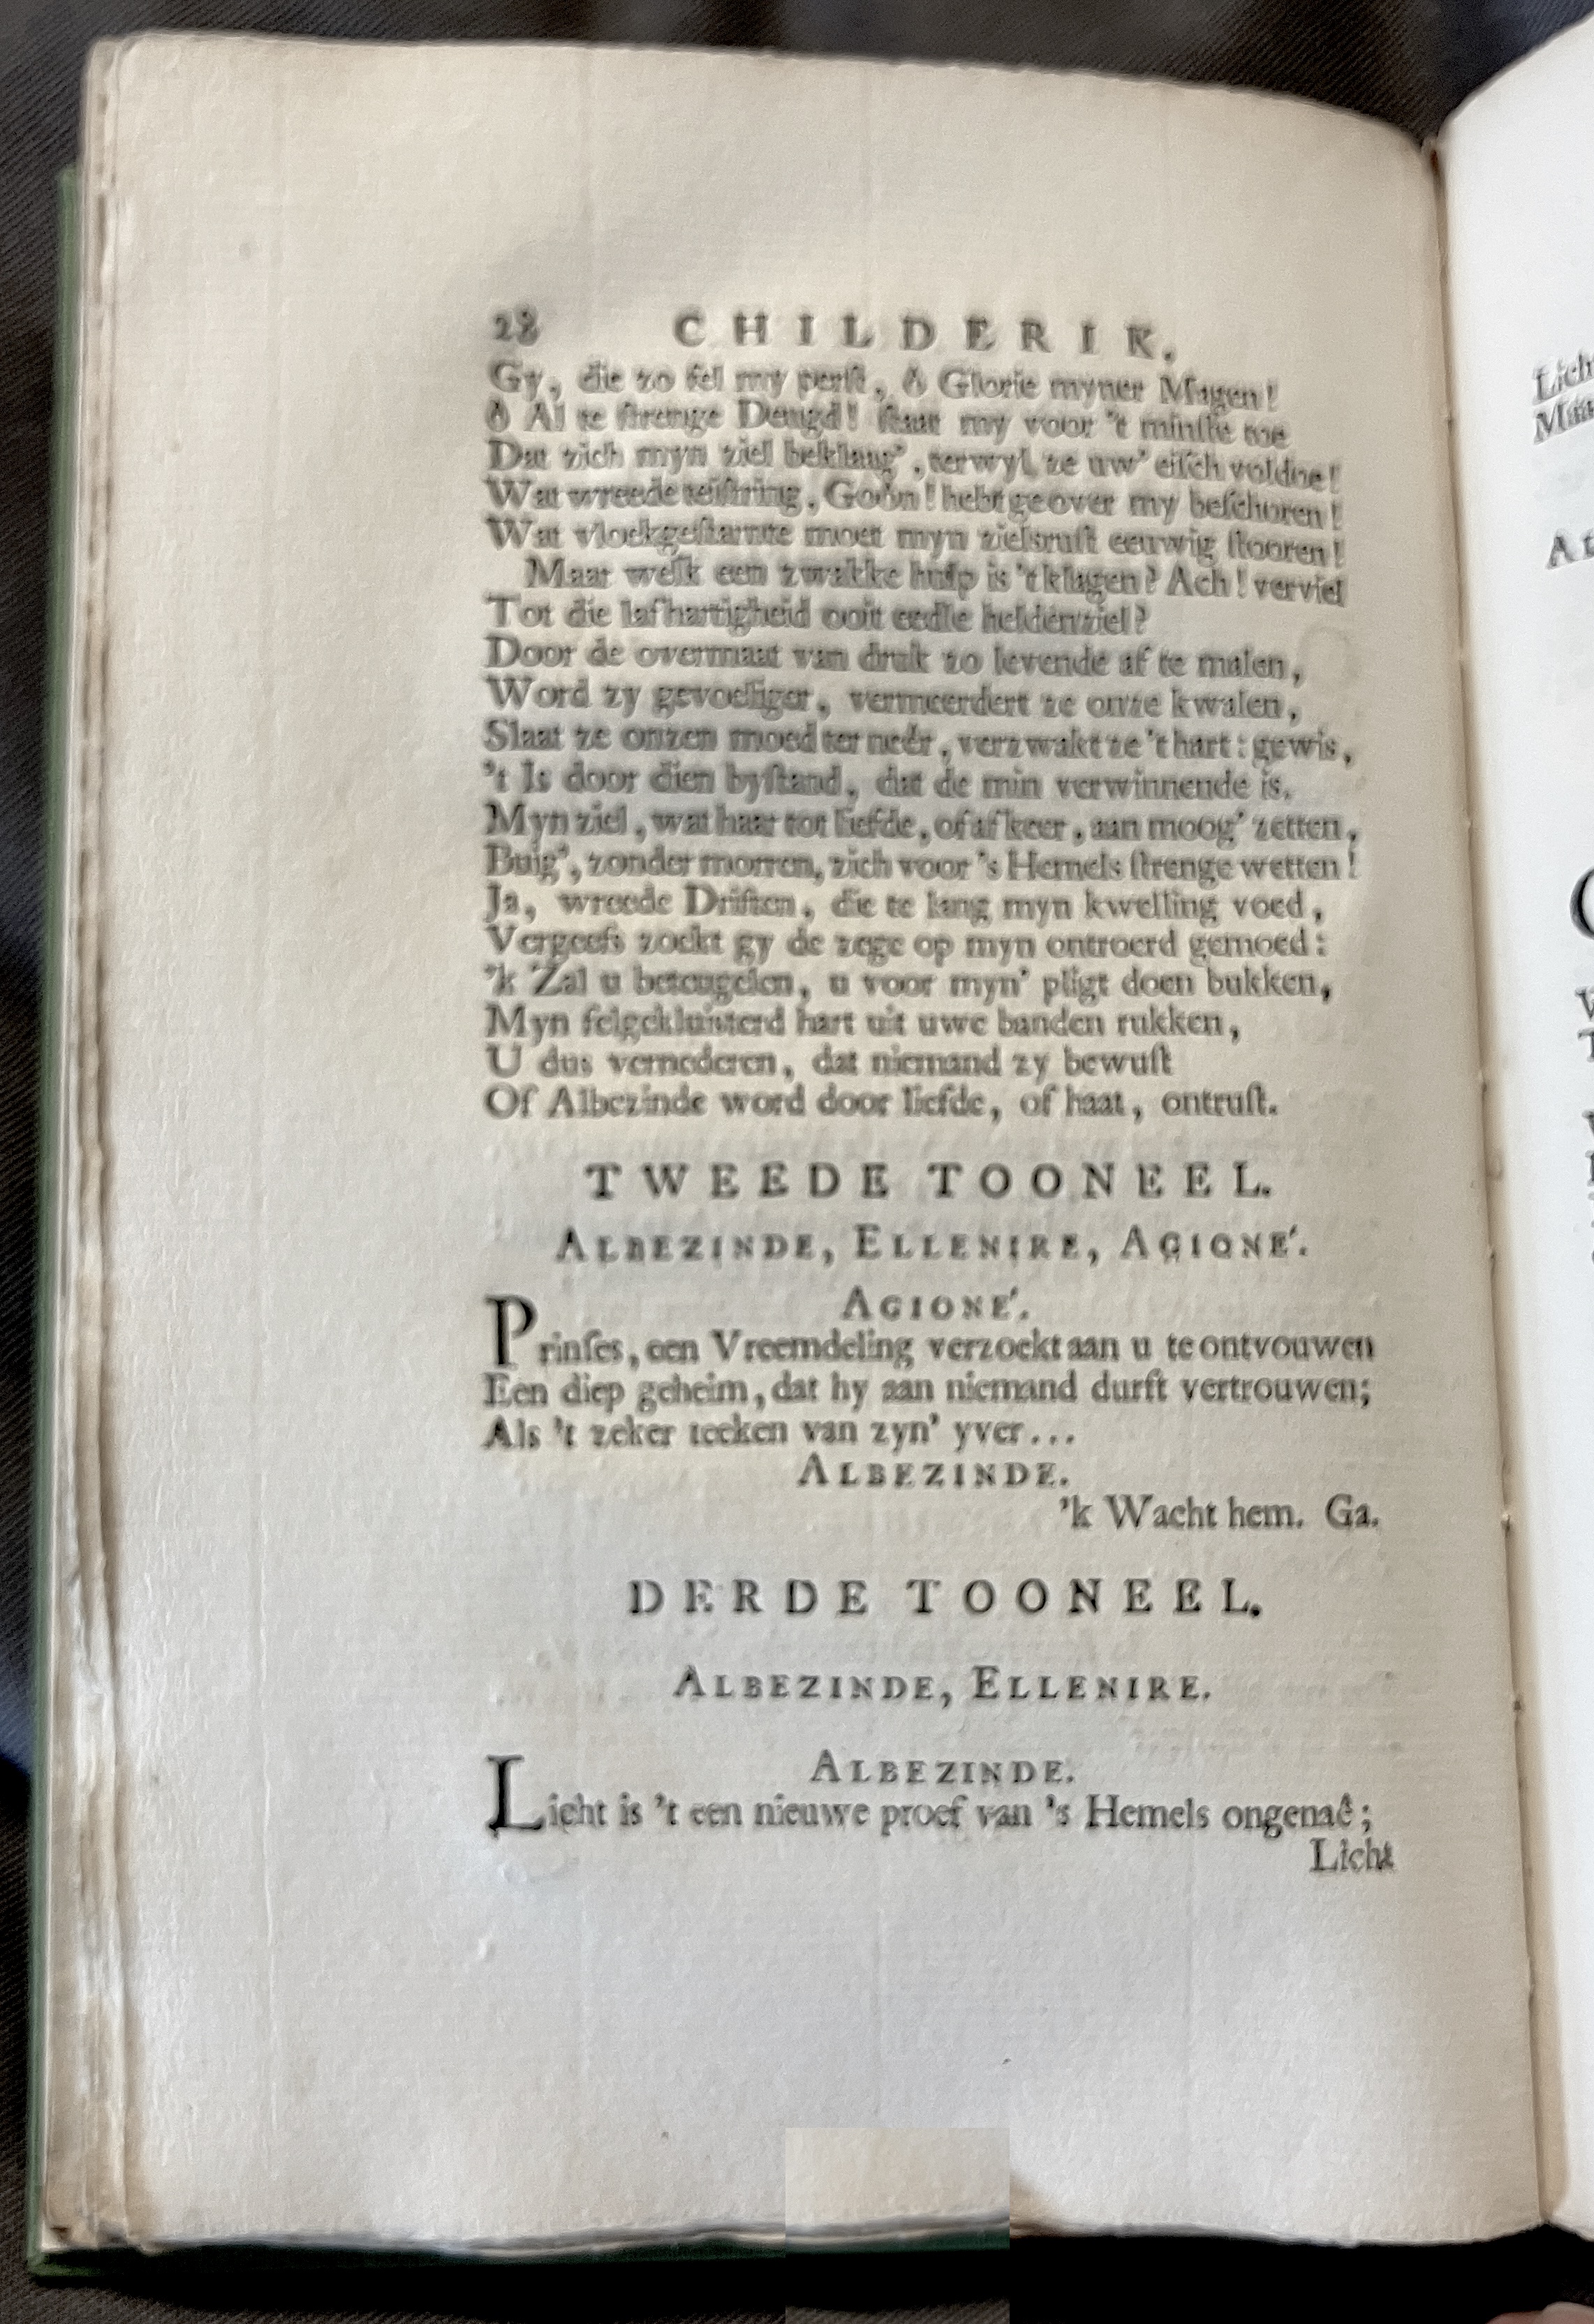 28 CHILDERIK.
Gy, die zo fel my perſt, ô Glorie myner Magen!
ô Al te ſtrenge Deugd! ſtaat my voor 't minſte toe
Dat zich myn ziel beklaag', terwyl ze uw' eiſch voldoe!
Wat wreede teiſtring, Goôn! hebt ge over my beſchoren!
Wat vloekgeſtarnte moet myn zielsruſt eeuwig ſtooren!
Maar welk een zwakke hulp is 't klagen? Ach! verviel
Tot die lafhartigheid ooit eedle heldenziel?
Door de overmaat van druk zo levende af te malen,
Word zy gevoeliger, vermeerdert ze onze kwalen,
Slaat ze onzen moed ter neêr, verzwakt ze 't hart: gewis,
't Is door dien byſtand, dat de min verwinnende is.
Myn ziel, wat haar tot liefde, of afkeer, aan moog' zetten,
Buig', zonder morren, zich voor 's Hemels ſtrenge wetten!
Ja, wreede Driften, die te lang myn kwelling voed,
Vergeefs zoekt gy de zege op myn ontroerd gemoed:
'k Zal u beteugelen, u voor myn' pligt doen bukken,
Myn felgekluisterd hart uit uwe banden rukken,
U dus vernederen, dat niemand zy bewuſt
Of Albezinde word door liefde, of haat, ontruſt.
TWEEDE TOONEEL.
ALBEZINDE, ELLENIRE, AGIONE'.
AGIONE'.
Prinſes, een Vreemdeling verzoekt aan u te ontvouwen
Een diep geheim, dat hy aan niemand durft vertrouwen;
Als 't zeker teeken van zyn' yver...
ALBEZINDE.
'k Wacht hem. Ga.
DERDE TOONEEL.
ALBEZINDE, ELLENIRE.
ALBEZINDE.
Licht is 't een nieuwe proef van 's Hemels ongenaê;
Licht